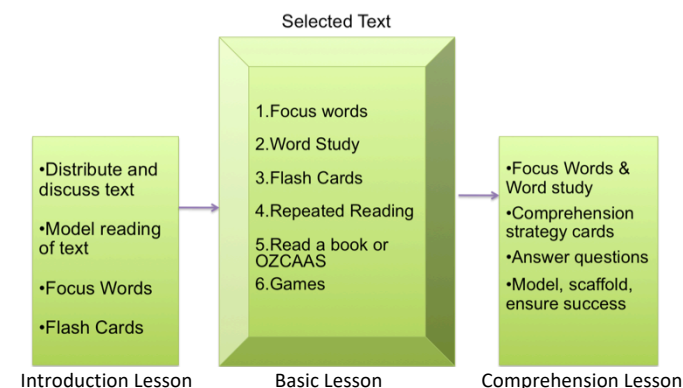 Selected Text
•Distribute and
discuss text
•Model reading
of text
•Focus Words
•Flash Cards
Introduction Lesson
1.Focus words
2.Word Study
3.Flash Cards
4.Repeated Reading
5.Read a book or
OZCAAS
6.Games
Basic Lesson
•Focus Words &
Word study
•Comprehension
strategy cards
•Answer questions
•Model, scaffold,
ensure success
Comprehension Lesson